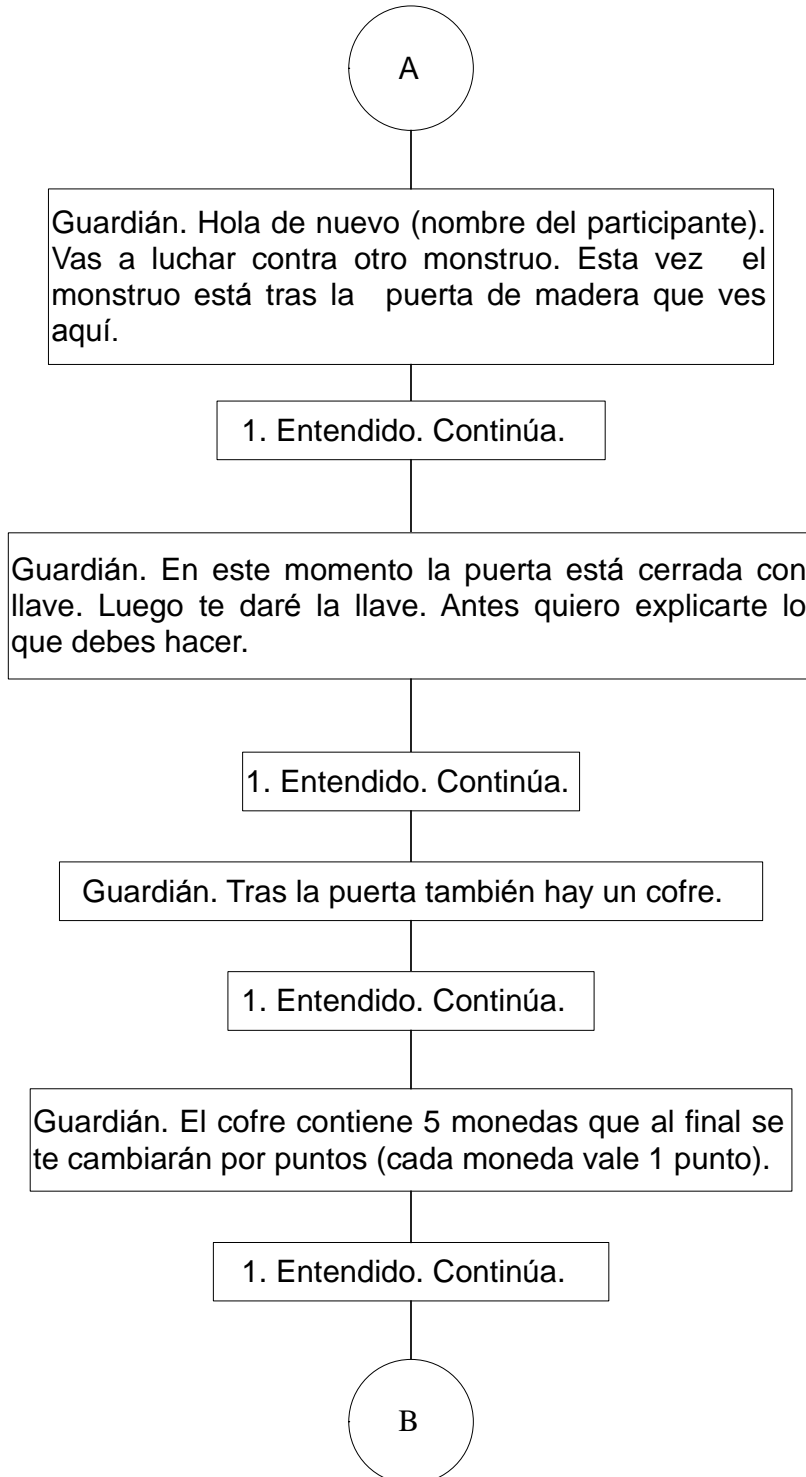 A
Guardián. Hola de nuevo (nombre del participante).
Vas a luchar contra otro monstruo. Esta vez el
monstruo está tras la puerta de madera que ves
aquí.
1. Entendido. Continúa.
Guardián. En este momento la puerta está cerrada con
llave. Luego te daré la llave. Antes quiero explicarte lo
que debes hacer.
1. Entendido. Continúa.
Guardián. Tras la puerta también hay un cofre.
1. Entendido. Continúa.
Guardián. El cofre contiene 5 monedas que al final se
te cambiarán por puntos (cada moneda vale 1 punto).
1. Entendido. Continúa.
B